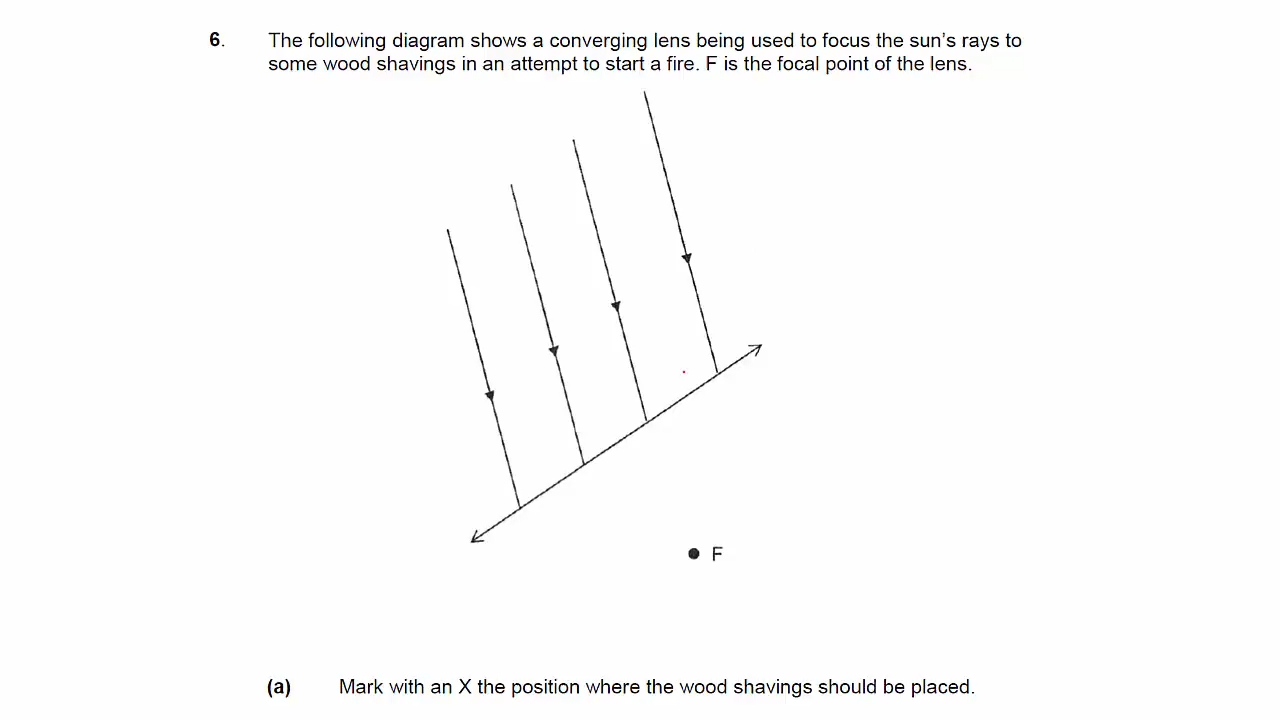 6. The following diagram shows a converging lens being used to focus the sun's rays to
some wood shavings in an attempt to start a fire. F is the focal point of the lens.
F
(a) Mark with an X the position where the wood shavings should be placed.